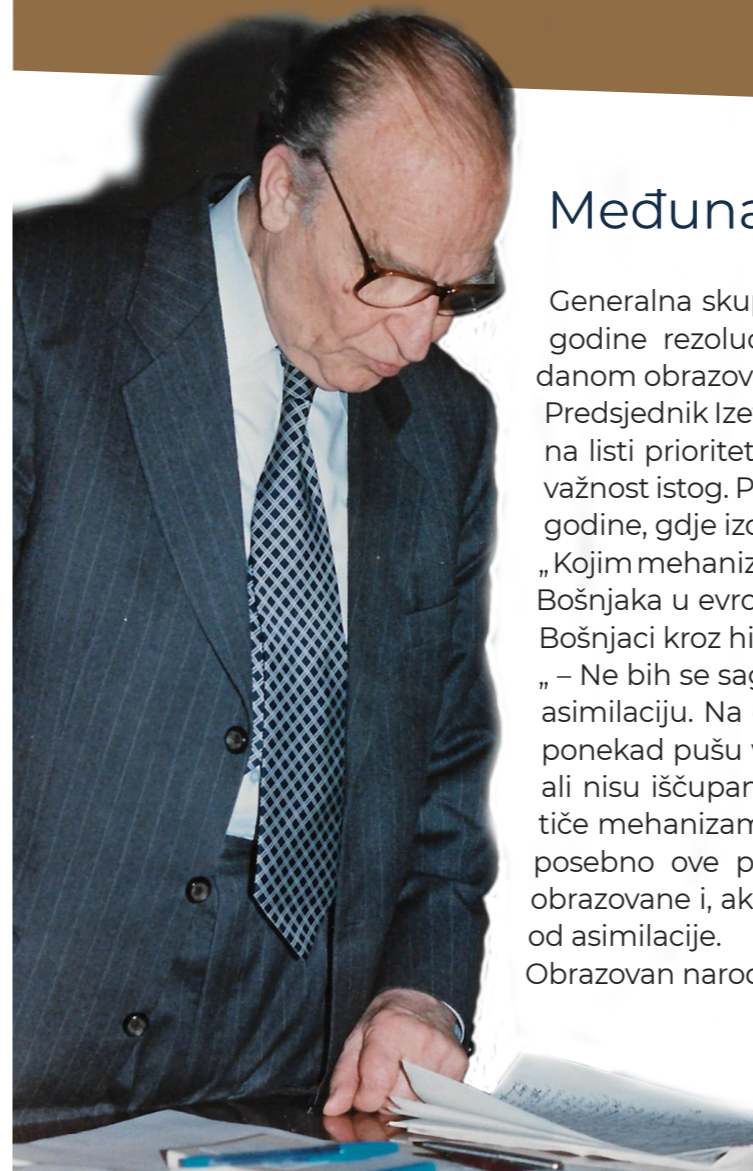 Međuna
Generalna sku
godine rezoluc
danom obrazov
Predsjednik Ize
na listi prioritet
važnost istog. P
godine, gdje izd
„Kojim mehaniz
Bošnjaka u evro
Bošnjaci kroz hi
„ – Ne bih se sag
asimilaciju. Na
ponekad pušu v
ali nisu iščupan
tiče mehanizam
posebno ove p
obrazovane i, ak
od asimilacije.
Obrazovan narod